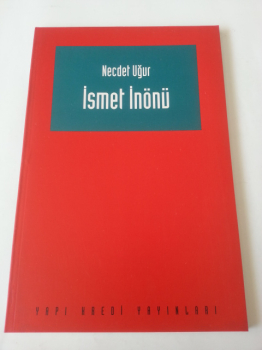 Necdet Uğur
İsmet İnönü
YAPI KREDİ YAYINLARI